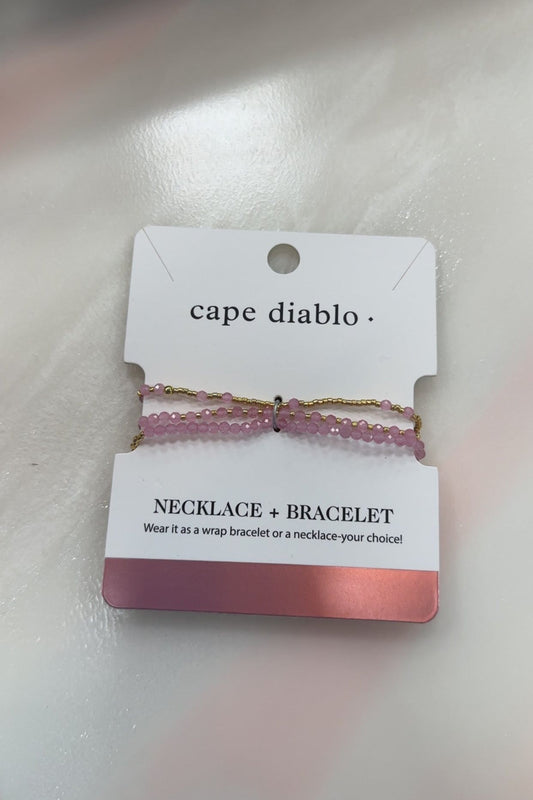 cape diablo ·
NECKLACE + BRACELET
Wear it as a wrap bracelet or a necklace-your choice!